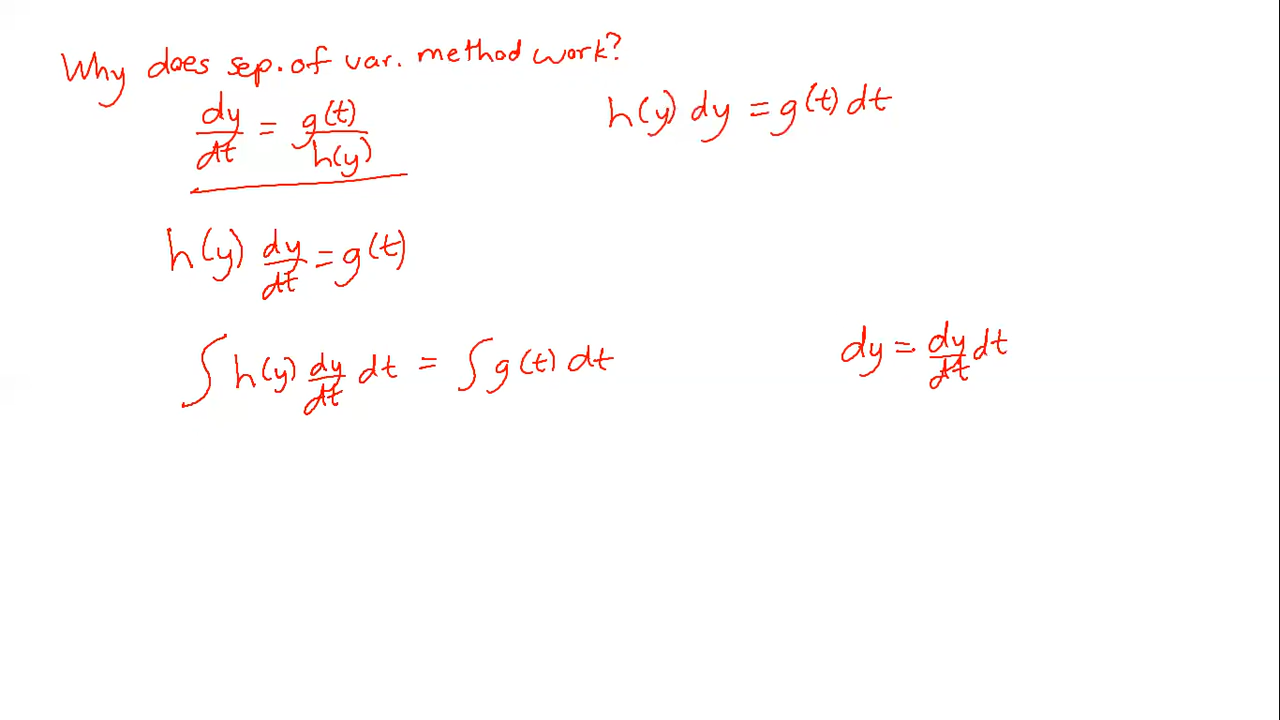 Why does sep. of var. method work?
dy/dt = g(t)/h(y)
h(y) dy = g(t) dt
h(y) dy/dt = g(t)
∫ h(y) dy/dt dt = ∫ g(t) dt
dy = dy/dt dt